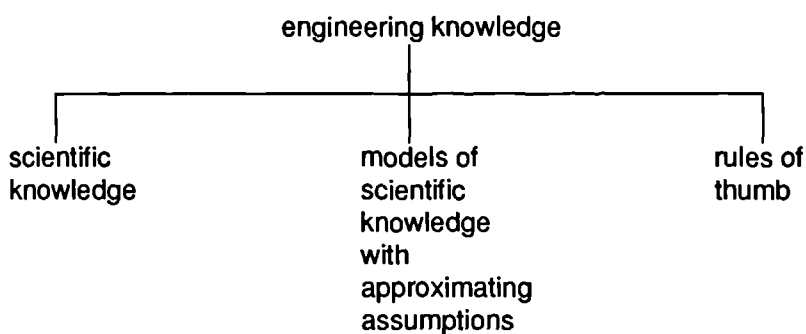 engineering knowledge
scientific
knowledge
models of
scientific
knowledge
with
approximating
assumptions
rules of
thumb